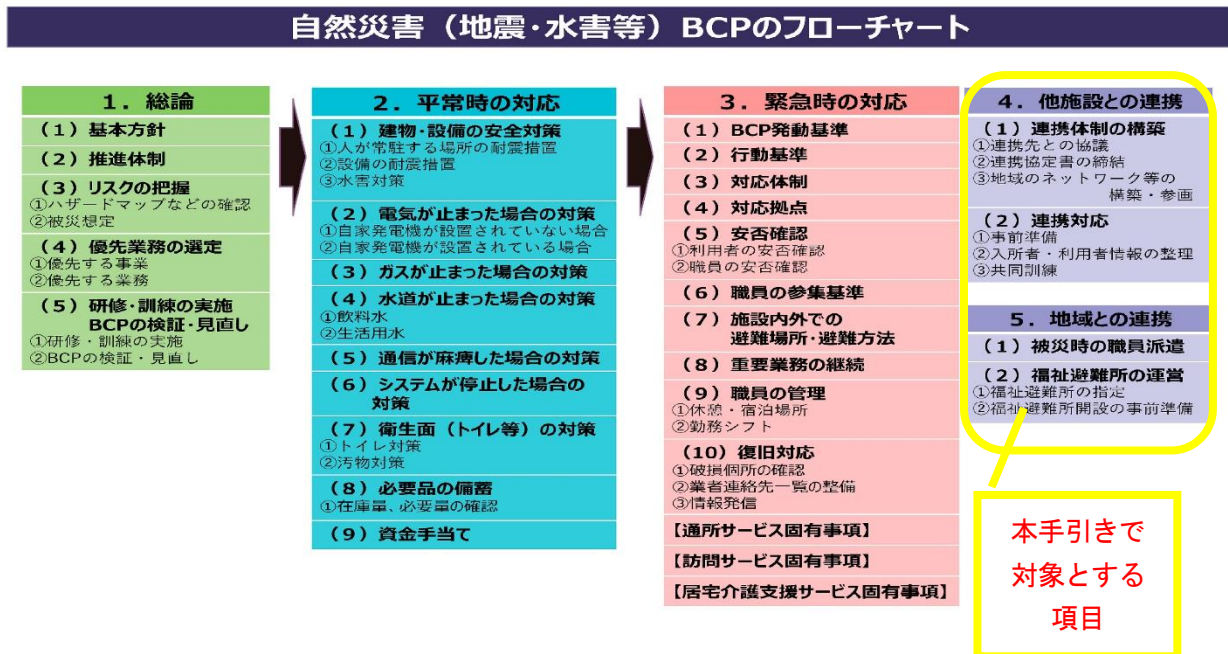 自然災害（地震･水害等）BCPのフローチャート
1．総論
（1）基本方針
（2）推進体制
（3）リスクの把握
①ハザードマップなどの確認
②被災想定
（4）優先業務の選定
①優先する事業
②優先する業務
（5）研修･訓練の実施
BCPの検証･見直し
①研修・訓練の実施
②BCPの検証・見直し
2．平常時の対応
（1）建物･設備の安全対策
①人が常駐する場所の耐震措置
②設備の耐震措置
③水害対策
（2）電気が止まった場合の対策
①自家発電機が設置されていない場合
②自家発電機が設置されている場合
（3）ガスが止まった場合の対策
（4）水道が止まった場合の対策
①飲料水
②生活用水
（5）通信が麻痺した場合の対策
（6）システムが停止した場合の
対策
（7）衛生面（トイレ等）の対策
①トイレ対策
②汚物対策
（8）必要品の備蓄
①在庫量、必要量の確認
（9）資金手当て
3．緊急時の対応
（1）BCP発動基準
（2）行動基準
（3）対応体制
（4）対応拠点
（5）安否確認
①利用者の安否確認
②職員の安否確認
（6）職員の参集基準
（7）施設内外での
避難場所･避難方法
（8）重要業務の継続
（9）職員の管理
①休憩・宿泊場所
②勤務シフト
（10）復旧対応
①破損個所の確認
②業者連絡先一覧の整備
③情報発信
【通所サービス固有事項】
【訪問サービス固有事項】
【居宅介護支援サービス固有事項】
4．他施設との連携
（1）連携体制の構築
①連携先との協議
②連携協定書の締結
③地域のネットワーク等の
構築・参画
（2）連携対応
①事前準備
②入所者・利用者情報の整理
③共同訓練
5．地域との連携
（1）被災時の職員派遣
（2）福祉避難所の運営
①福祉避難所の指定
②福祉避難所開設の事前準備
本手引きで
対象とする
項目